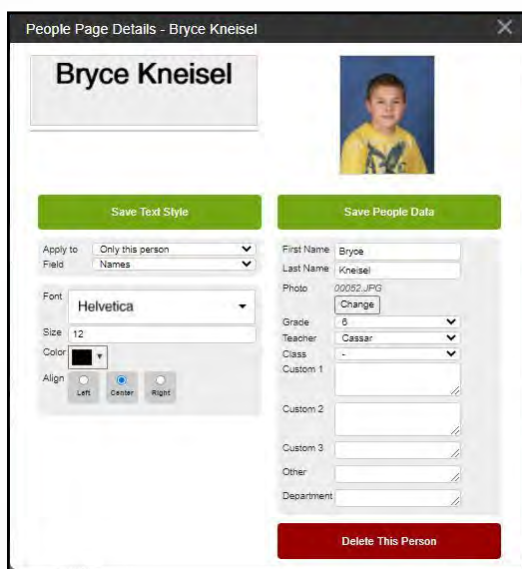 People Page Details - Bryce Kneisel
Bryce Kneisel
Save Text Style
Apply to Only this person
Field Names
Font Helvetica
Size 12
Color
Align Left Center Right
Save People Data
First Name Bryce
Last Name Kneisel
Photo 00052.JPG
Change
Grade 6
Teacher Cassar
Class -
Custom 1
Custom 2
Custom 3
Other
Department
Delete This Person